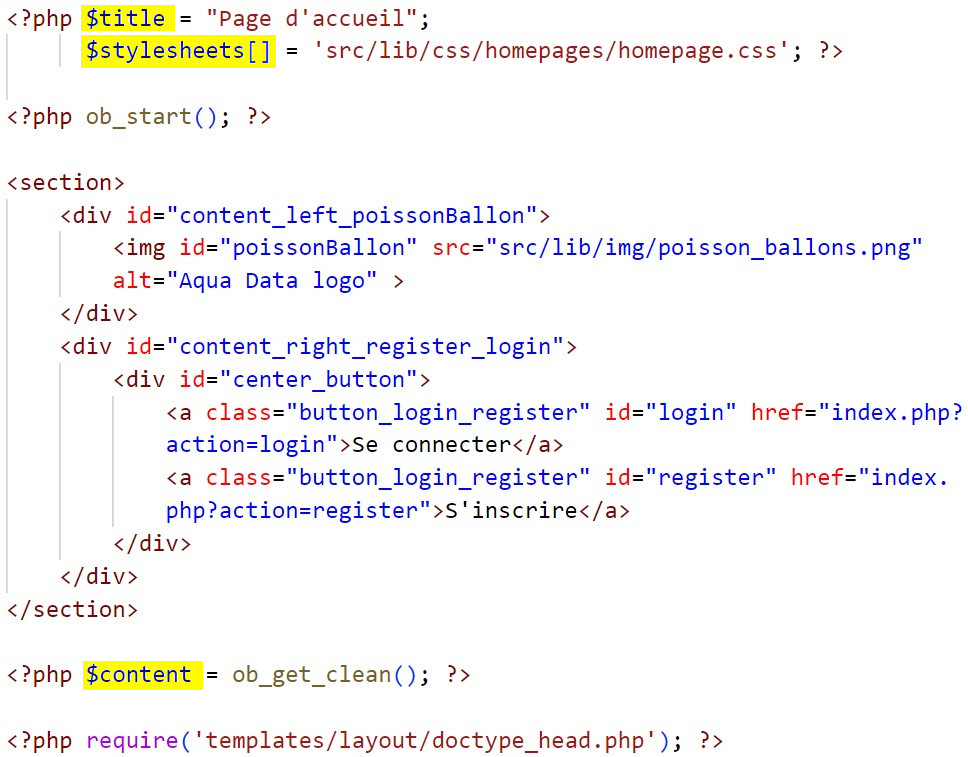 <?php $title = "Page d'accueil";
$stylesheets[] = 'src/lib/css/homepages/homepage.css'; ?>
<?php ob_start(); ?>
<section>
<div id="content_left_poissonBallon">
<img id="poissonBallon" src="src/lib/img/poisson_ballons.png"
alt="Aqua Data logo" >
</div>
<div id="content_right_register_login">
<div id="center_button">
<a class="button_login_register" id="login" href="index.php?
action=login">Se connecter</a>
<a class="button_login_register" id="register" href="index.
php?action=register">S'inscrire</a>
</div>
</div>
</section>
<?php $content = ob_get_clean(); ?>
<?php require('templates/layout/doctype_head.php'); ?>